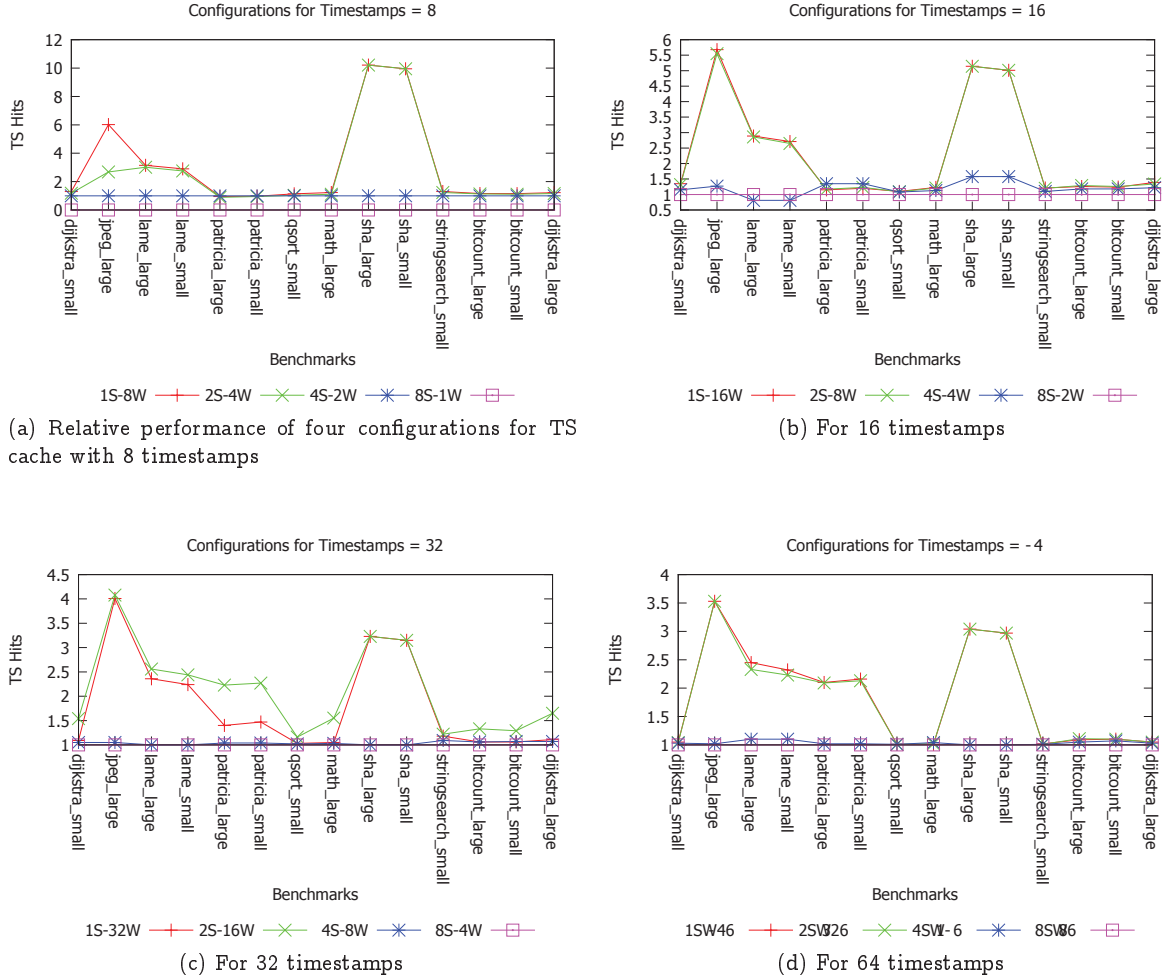 Configurations for Timestamps = 8
12
10
8
6
4
2
0
TS Hits
dijkstra_small
jpeg_large
lame_large
lame_small
patricia_large
patricia_small
qsort_small
math_large
sha_large
sha_small
stringsearch_small
bitcount_large
bitcount_small
dijkstra_large
Benchmarks
1S-8W 2S-4W 4S-2W 8S-1W
(a) Relative performance of four configurations for TS
cache with 8 timestamps
Configurations for Timestamps = 16
6
5.5
5
4.5
4
3.5
3
2.5
2
1.5
1
0.5
TS Hits
dijkstra_small
jpeg_large
lame_large
lame_small
patricia_large
patricia_small
qsort_small
math_large
sha_large
sha_small
stringsearch_small
bitcount_large
bitcount_small
dijkstra_large
Benchmarks
1S-16W 2S-8W 4S-4W 8S-2W
(b) For 16 timestamps
Configurations for Timestamps = 32
4.5
4
3.5
3
2.5
2
1.5
1
TS Hits
dijkstra_small
jpeg_large
lame_large
lame_small
patricia_large
patricia_small
qsort_small
math_large
sha_large
sha_small
stringsearch_small
bitcount_large
bitcount_small
dijkstra_large
Benchmarks
1S-32W 2S-16W 4S-8W 8S-4W
(c) For 32 timestamps
Configurations for Timestamps = -4
4
3.5
3
2.5
2
1.5
1
TS Hits
dijkstra_small
jpeg_large
lame_large
lame_small
patricia_large
patricia_small
qsort_small
math_large
sha_large
sha_small
stringsearch_small
bitcount_large
bitcount_small
dijkstra_large
Benchmarks
(d) For 64 timestamps